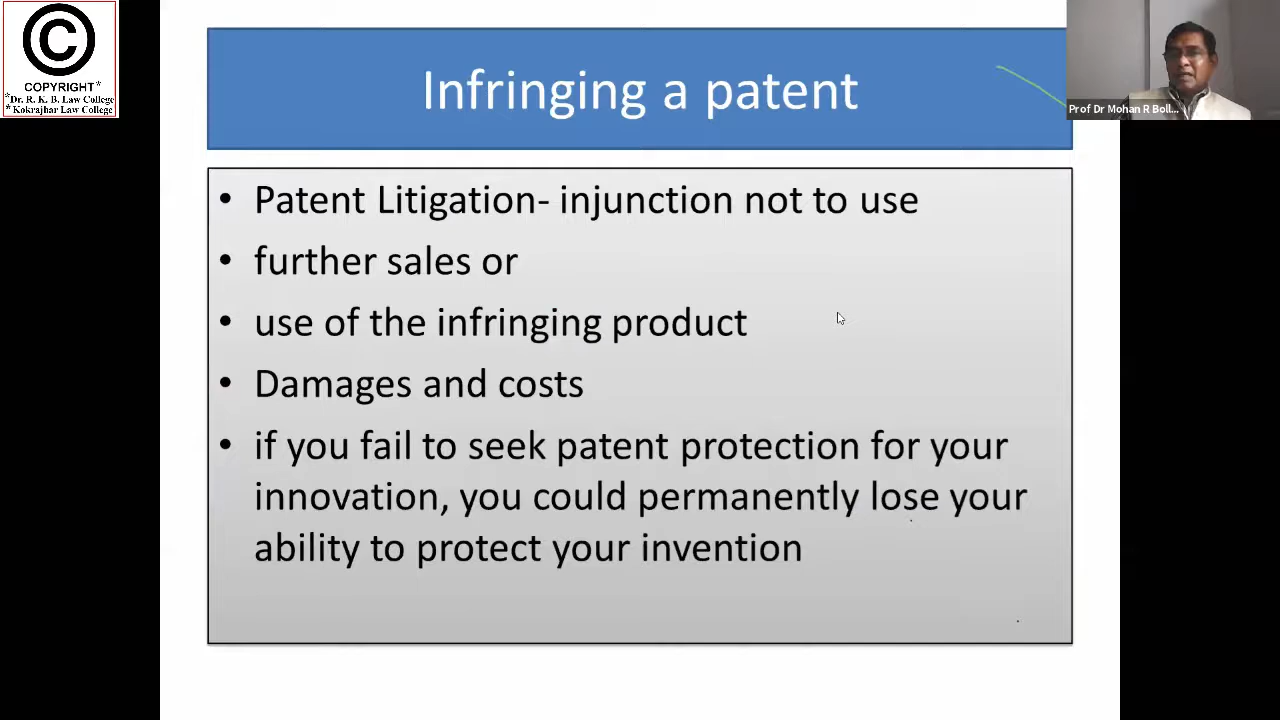 ©
COPYRIGHT*
*Dr. R. K. B. Law College
*Kokrajhar Law College
Infringing a patent
Prof Dr Mohan R Boll...
• Patent Litigation- injunction not to use
• further sales or
• use of the infringing product
• Damages and costs
• if you fail to seek patent protection for your
innovation, you could permanently lose your
ability to protect your invention